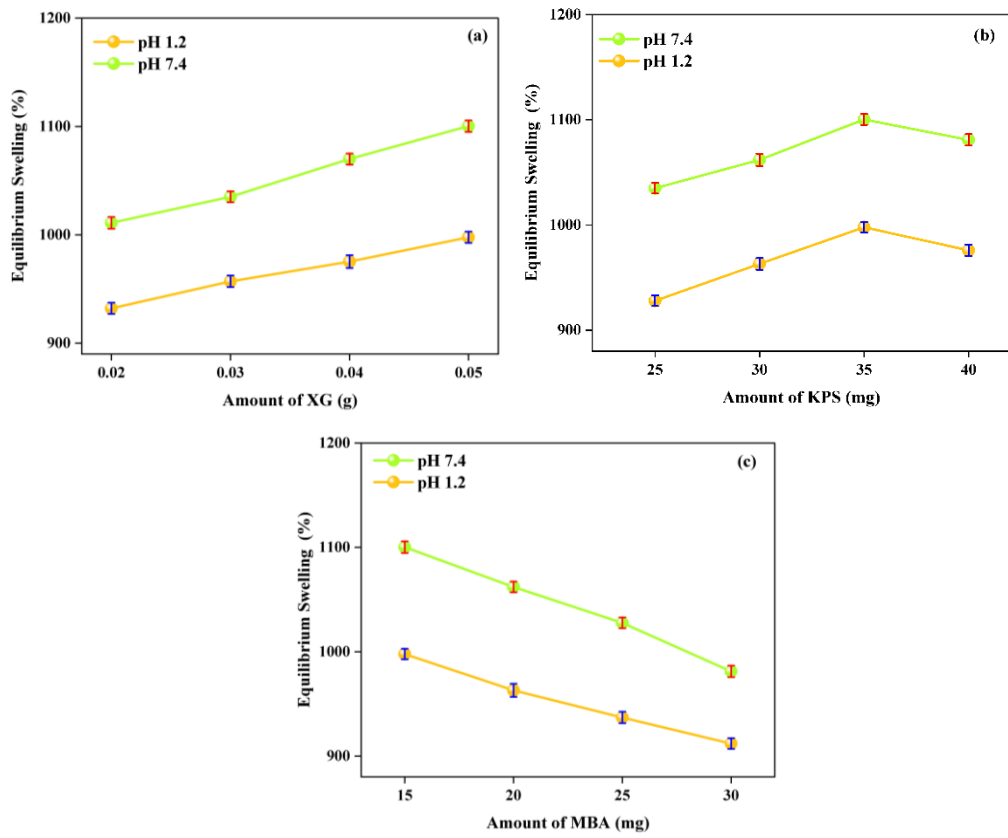 (a)
pH 1.2
pH 7.4
1200
1100
1000
900
Equilibrium Swelling (%)
0.02 0.03 0.04 0.05
Amount of XG (g)
(b)
pH 7.4
pH 1.2
1200
1100
1000
900
Equilibrium Swelling (%)
25 30 35 40
Amount of KPS (mg)
(c)
pH 7.4
pH 1.2
1200
1100
1000
900
Equilibrium Swelling (%)
15 20 25 30
Amount of MBA (mg)